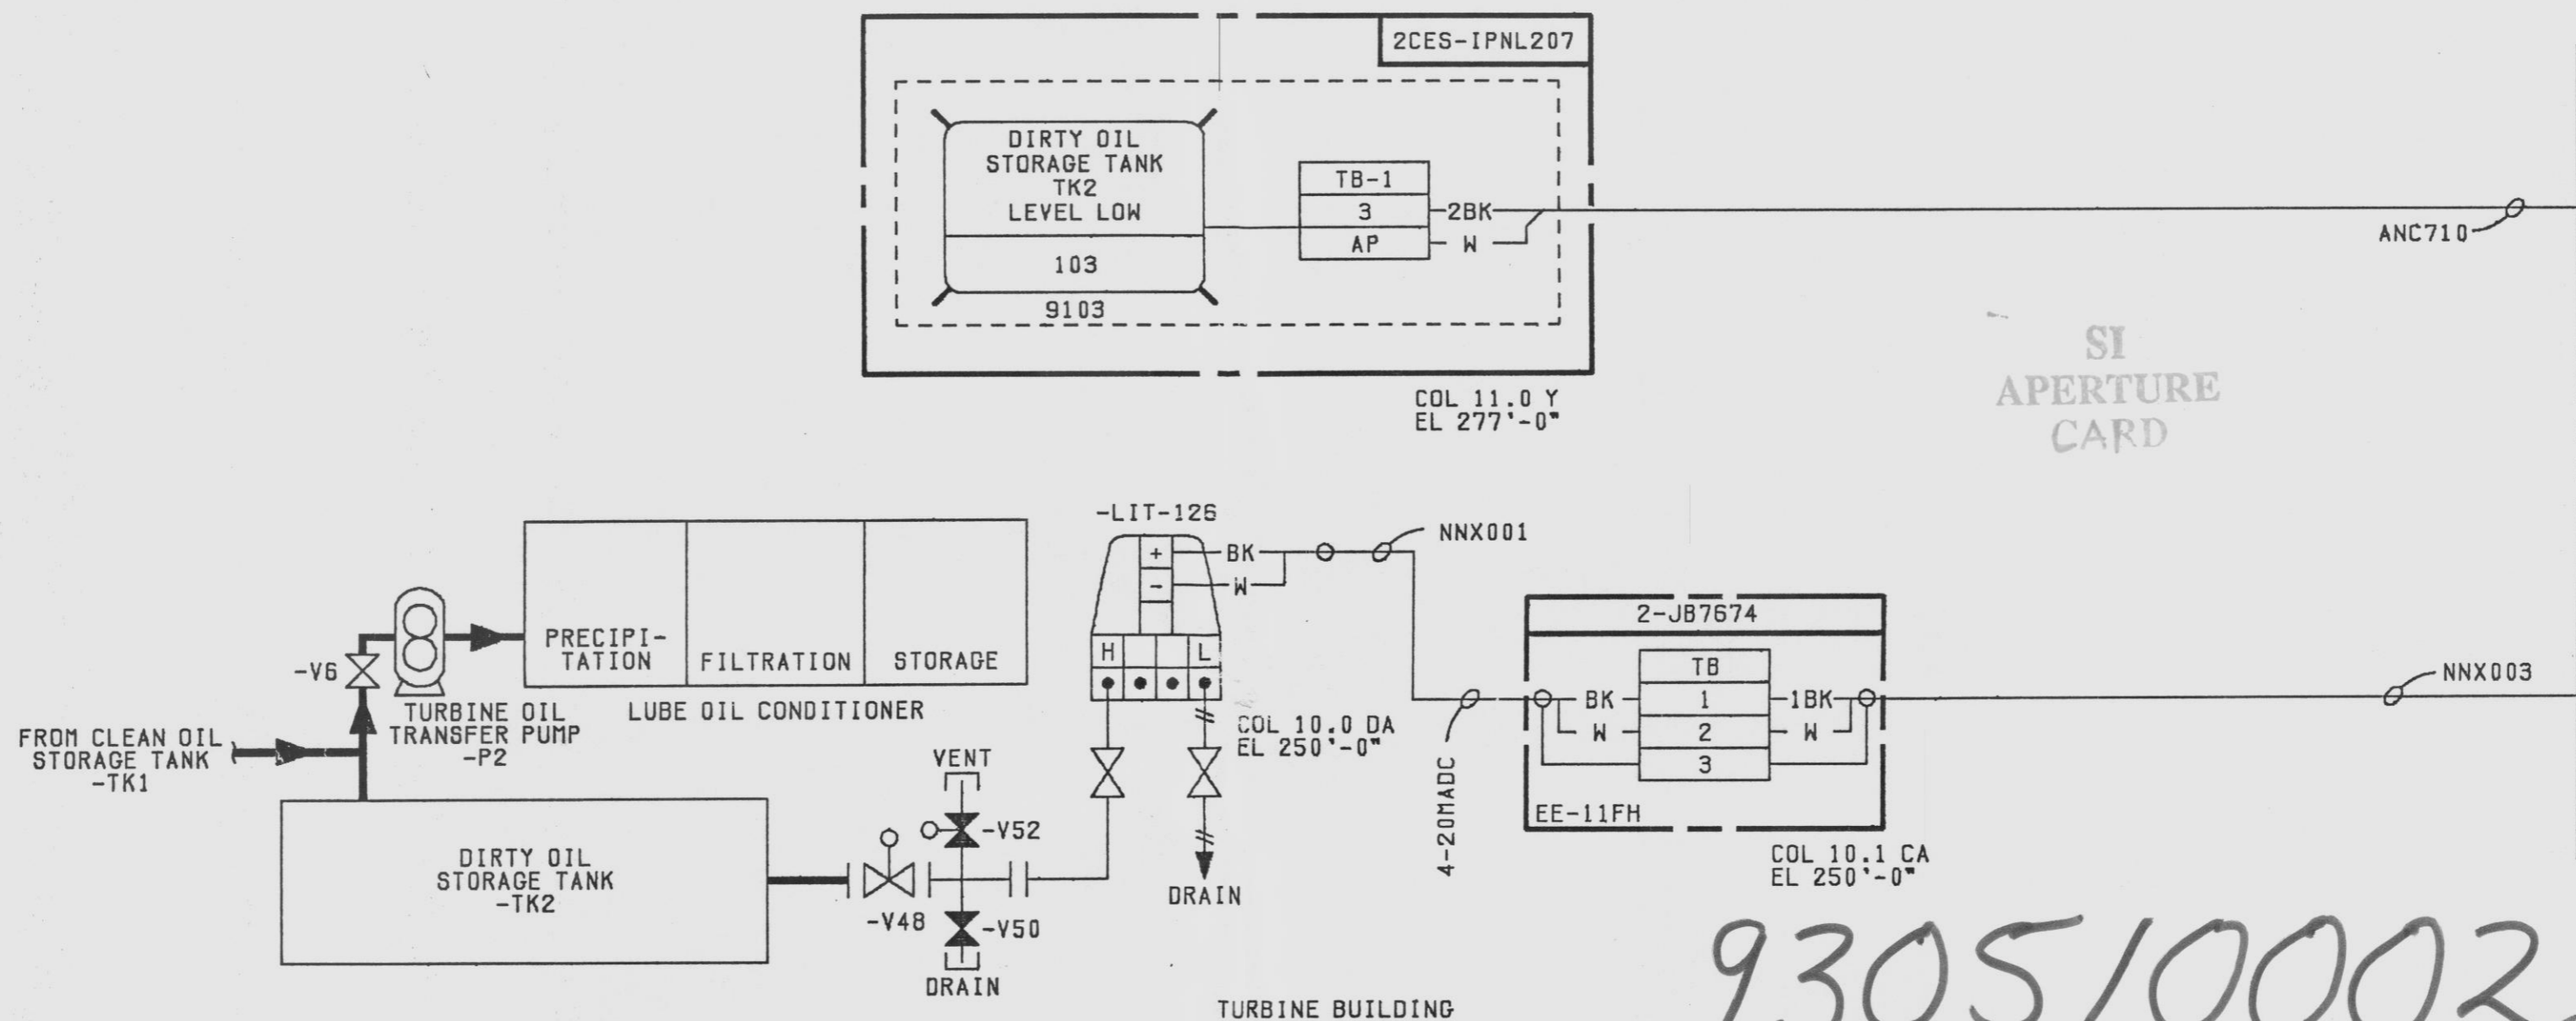 2CES-IPNL207
DIRTY OIL
STORAGE TANK
TK2
LEVEL LOW
103
9103
TB-1
3
AP
2BK
W
ANC710
COL 11.0 Y
EL 277'-0"
SI
APERTURE
CARD
-LIT-126
+
-
BK
W
H
L
NNX001
COL 10.0 DA
EL 250'-0"
4-20MADC
2-JB7674
TB
BK
1
1BK
W
2
W
3
EE-11FH
COL 10.1 CA
EL 250'-0"
NNX003
PRECIPI-
TATION
FILTRATION
STORAGE
LUBE OIL CONDITIONER
-V6
TURBINE OIL
TRANSFER PUMP
-P2
FROM CLEAN OIL
STORAGE TANK
-TK1
DIRTY OIL
STORAGE TANK
-TK2
VENT
-V52
-V48
-V50
DRAIN
DRAIN
TURBINE BUILDING
930510002